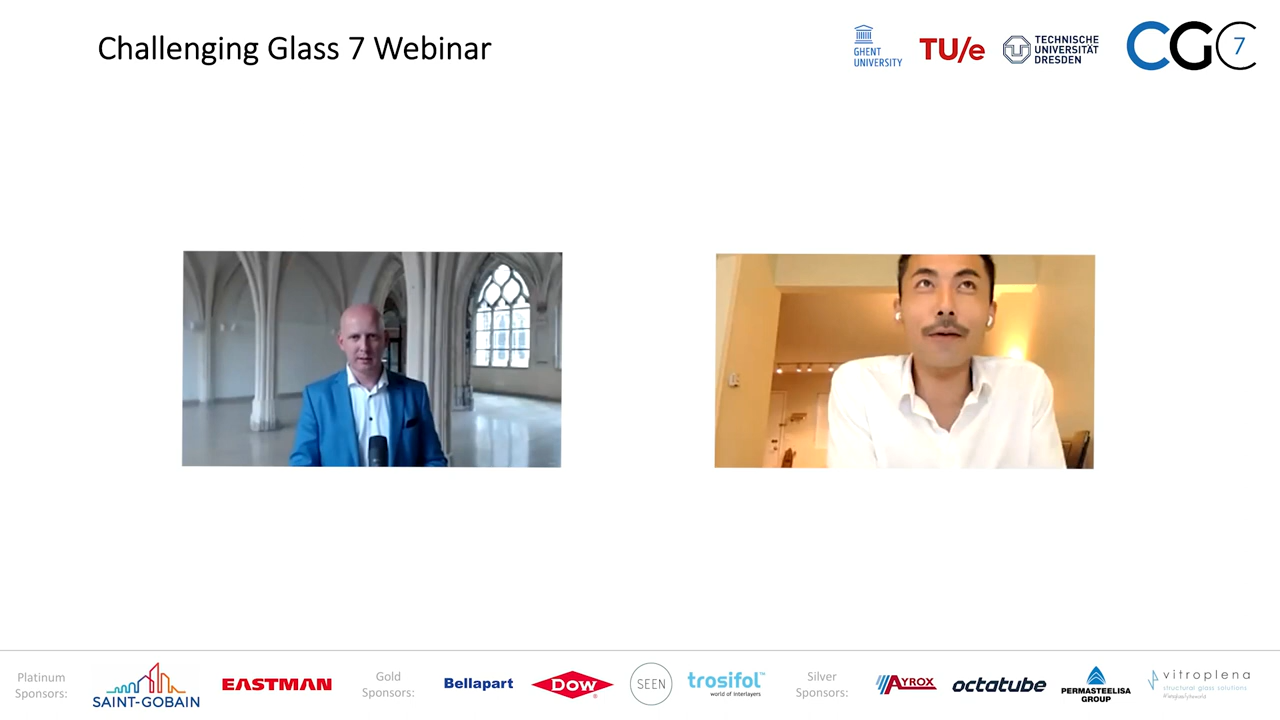 Challenging Glass 7 Webinar
GHENT
UNIVERSITY
TU/e
TECHNISCHE
UNIVERSITÄT
DRESDEN
CGC 7
Platinum
Sponsors:
SAINT-GOBAIN
EASTMAN
Gold
Sponsors:
Bellapart
Dow
SEEN
trosifol™
world of interlayers
Silver
Sponsors:
AYROX
octatube
PERMASTEELISA
GROUP
vitroplena
structural glass solutions